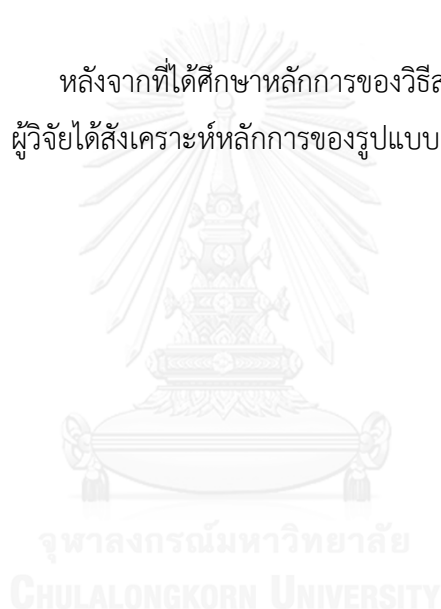 หลังจากที่ได้ศึกษาหลักการของวิธี
ผู้วิจัยได้สังเคราะห์หลักการของรูปแบบ
จุฬาลงกรณ์มหาวิทยาลัย
CHULALONGKORN UNIVERSITY